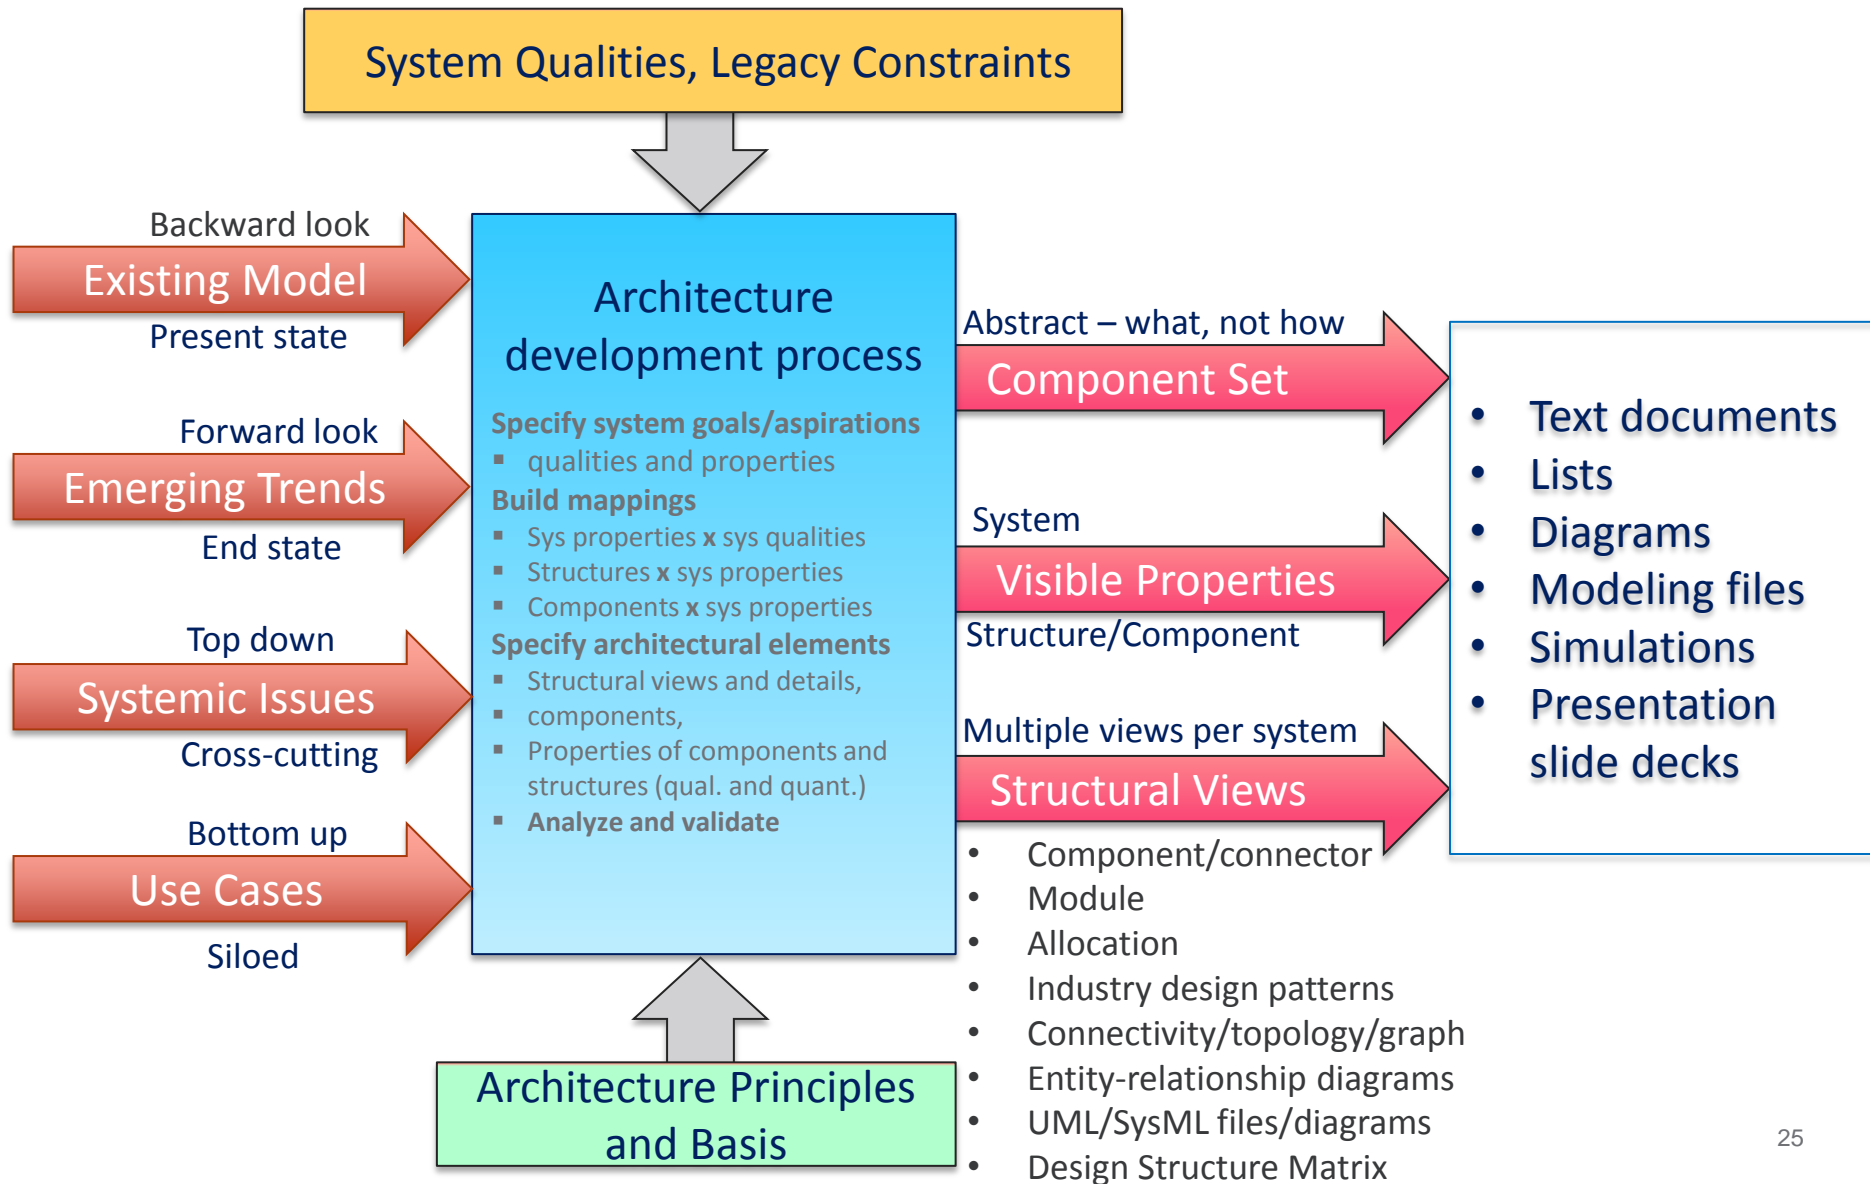 System Qualities, Legacy Constraints
Backward look
Existing Model
Present state
Forward look
Emerging Trends
End state
Top down
Systemic Issues
Cross-cutting
Bottom up
Use Cases
Siloed
Architecture
development process
Specify system goals/aspirations
▪ qualities and properties
Build mappings
▪ Sys properties x sys qualities
▪ Structures x sys properties
▪ Components x sys properties
Specify architectural elements
▪ Structural views and details,
▪ components,
▪ Properties of components and
structures (qual. and quant.)
▪ Analyze and validate
Architecture Principles
and Basis
Abstract – what, not how
Component Set
System
Visible Properties
Structure/Component
Multiple views per system
Structural Views
• Component/connector
• Module
• Allocation
• Industry design patterns
• Connectivity/topology/graph
• Entity-relationship diagrams
• UML/SysML files/diagrams
• Design Structure Matrix
• Text documents
• Lists
• Diagrams
• Modeling files
• Simulations
• Presentation
slide decks
25